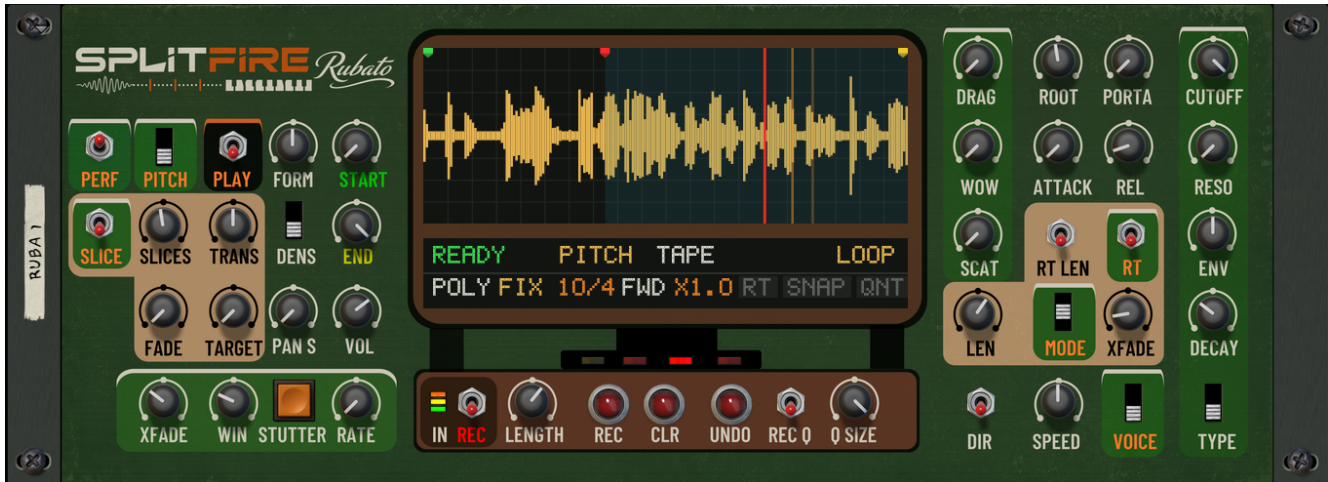 SPLITFIRE Rubato
PERF PITCH PLAY FORM START
SLICE SLICES TRANS DENS END
FADE TARGET PAN S VOL
XFADE WIN STUTTER RATE
RUBA 1
READY PITCH TAPE LOOP
POLY FIX 10/4 FWD X1.0 RT SNAP QNT
IN REC LENGTH REC CLR UNDO REC Q Q SIZE
DRAG ROOT PORTA CUTOFF
WOW ATTACK REL RESO
SCAT RT LEN RT ENV
LEN MODE XFADE DECAY
DIR SPEED VOICE TYPE